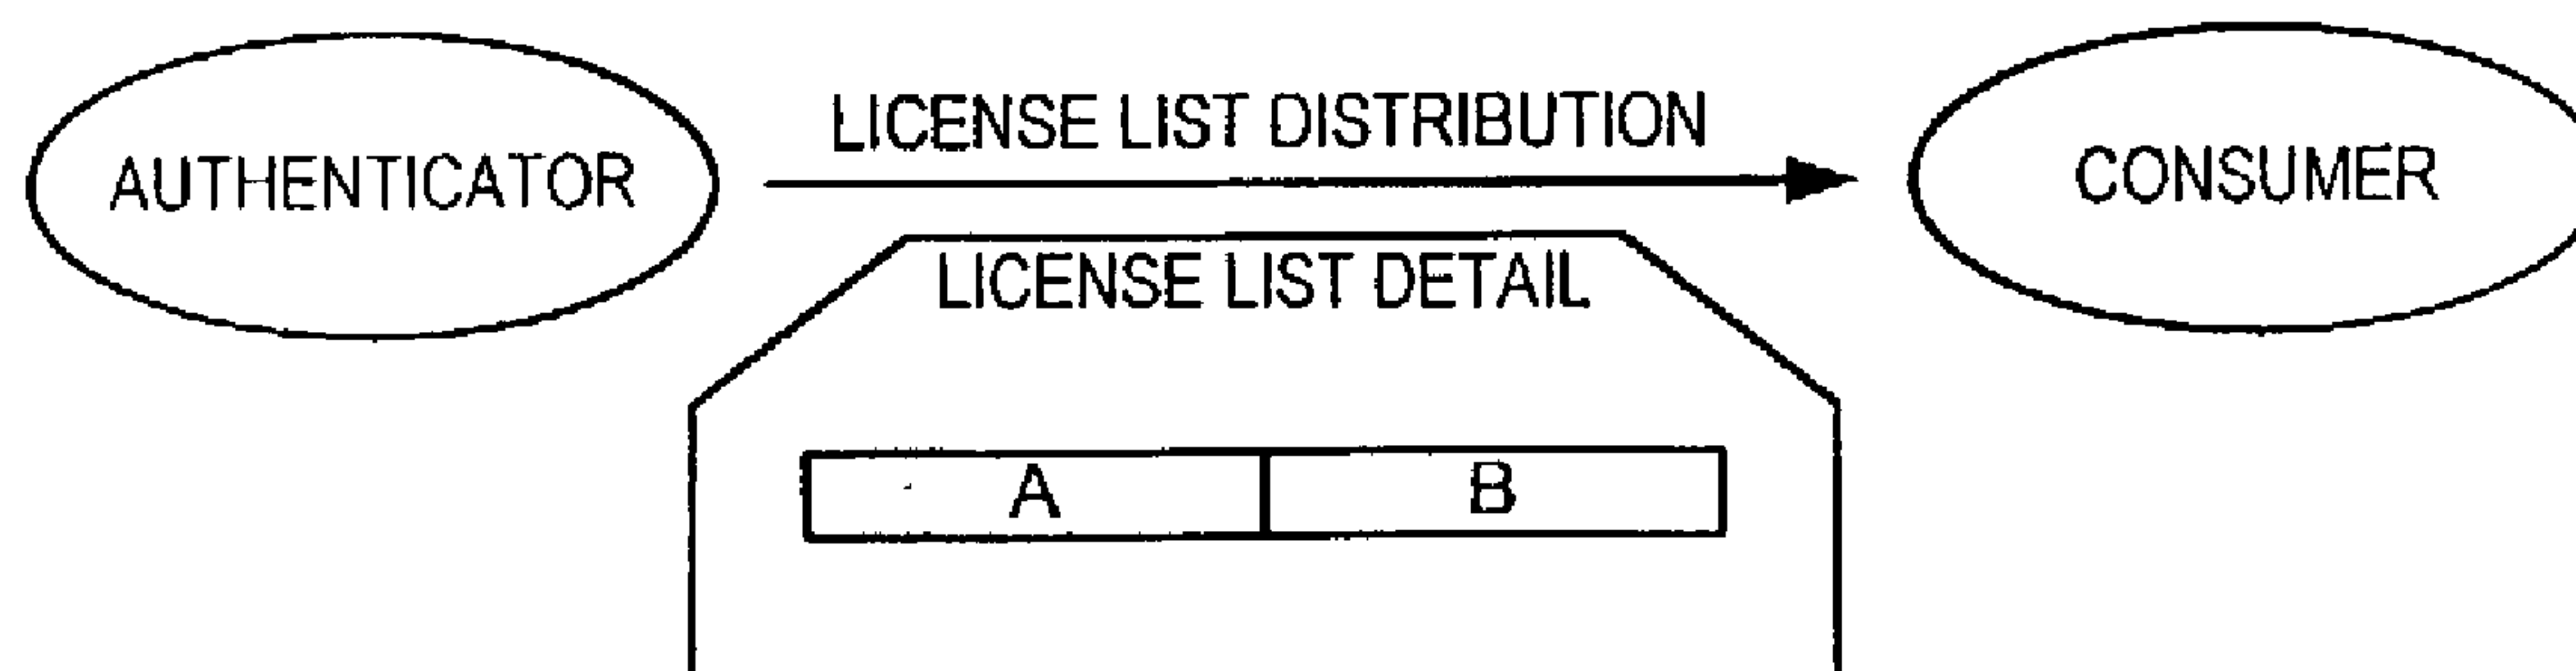 LICENSE LIST DISTRIBUTION
AUTHENTICATOR
CONSUMER
LICENSE LIST DETAIL
A
B